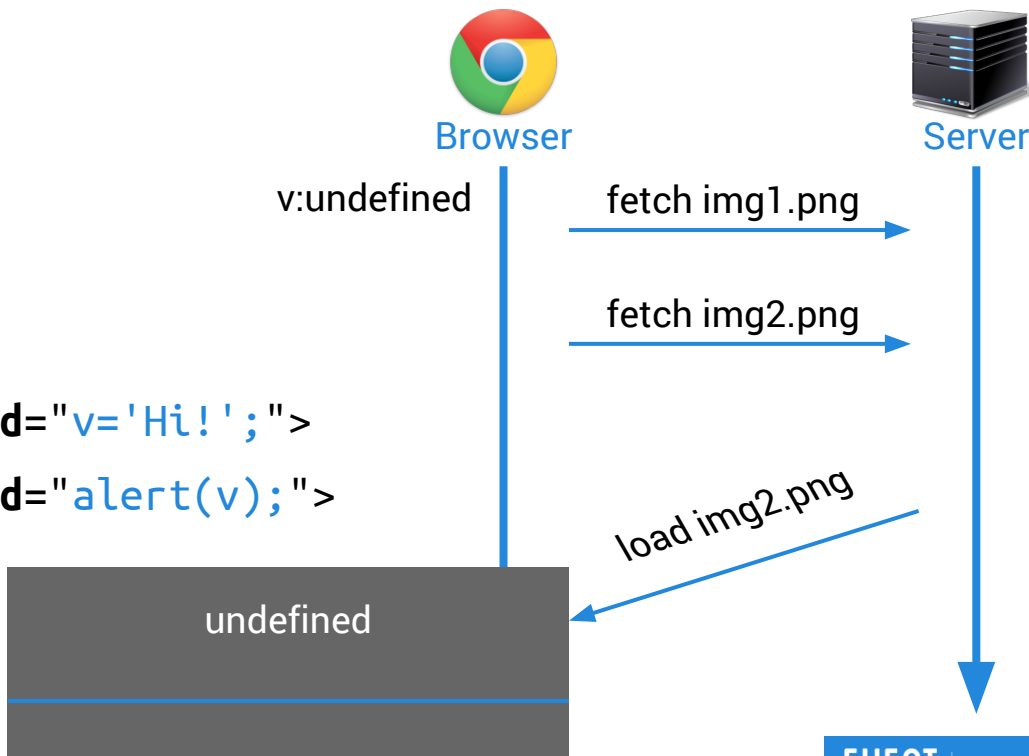 Browser
Server
v:undefined
fetch img1.png
fetch img2.png
d="v='Hi!';">
d="alert(v);">
load img2.png
undefined